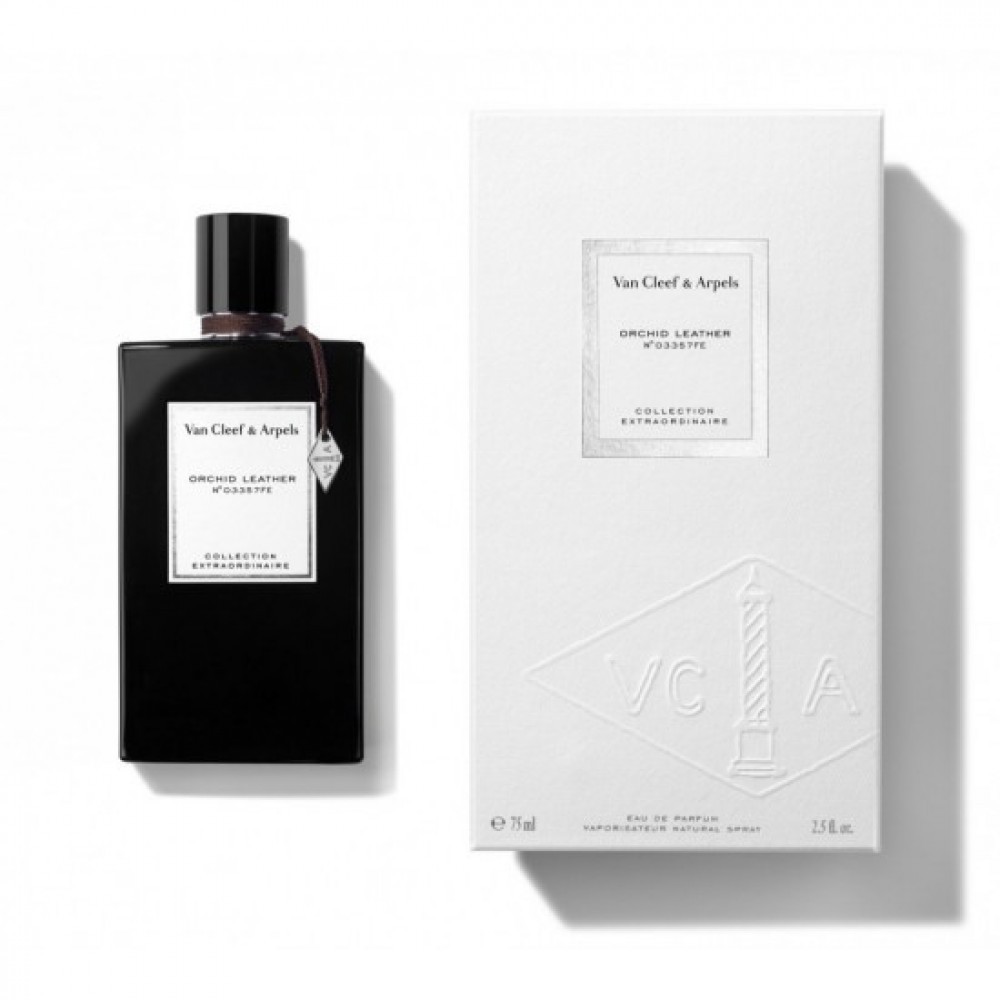 Van Cleef & Arpels
ORCHID LEATHER
N°03357FE
COLLECTION
EXTRAORDINAIRE
VC A
Van Cleef & Arpels
ORCHID LEATHER
N°03357FE
COLLECTION
EXTRAORDINAIRE
VC A
℮ 75 ml
EAU DE PARFUM
VAPORISATEUR NATURAL SPRAY
2.5 fl. oz.